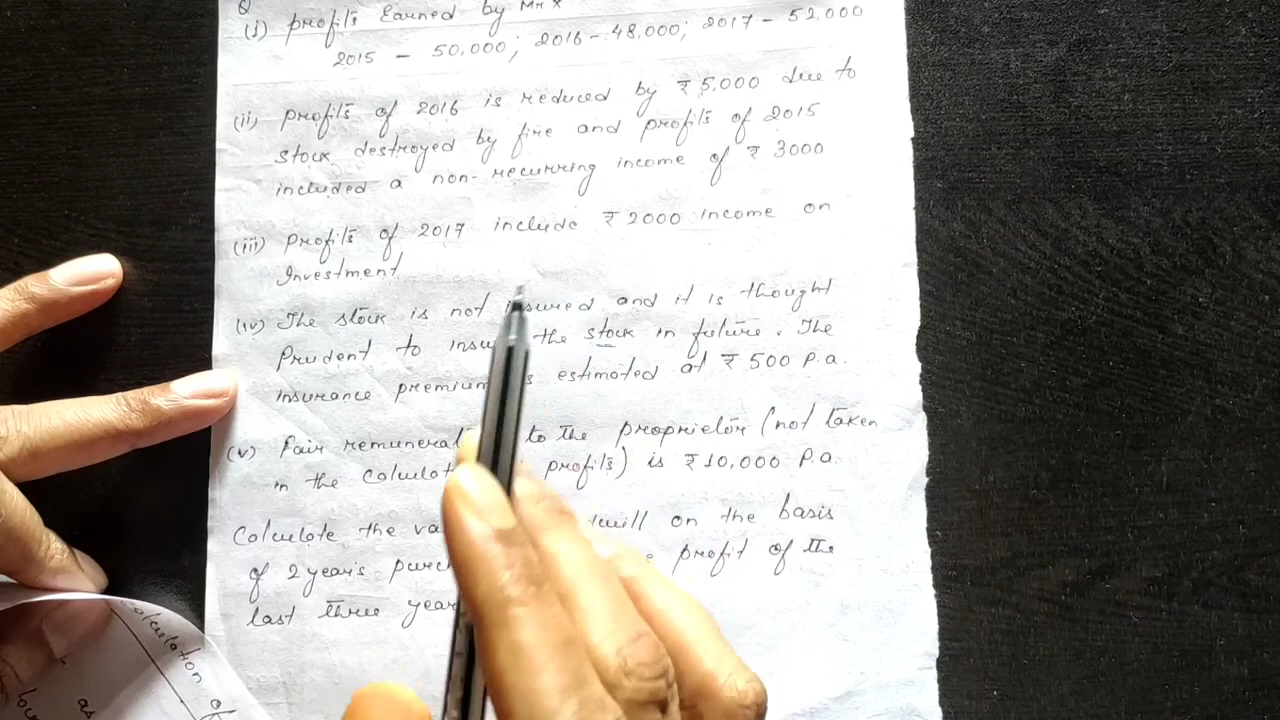 Q
(i) profits Earned by Mr X
2015 - 50,000; 2016-48,000; 2017-52,000
(ii) profits of 2016 is reduced by ₹5,000 due to
stock destroyed by fire and profits of 2015
included a non-recurring income of ₹ 3000
(iii) profits of 2017 include ₹2000 income on
Investment
(iv) The stock is not insured and it is thought
Prudent to the stock in future. The
Insurance premium estimated at ₹ 500 P.a.
(v) Fair to the proprietor (not taken
in the profits) is ₹10,000 P.a.
Calculate the on the basis
of 2 year's profit of the
last three
Calculation of
as